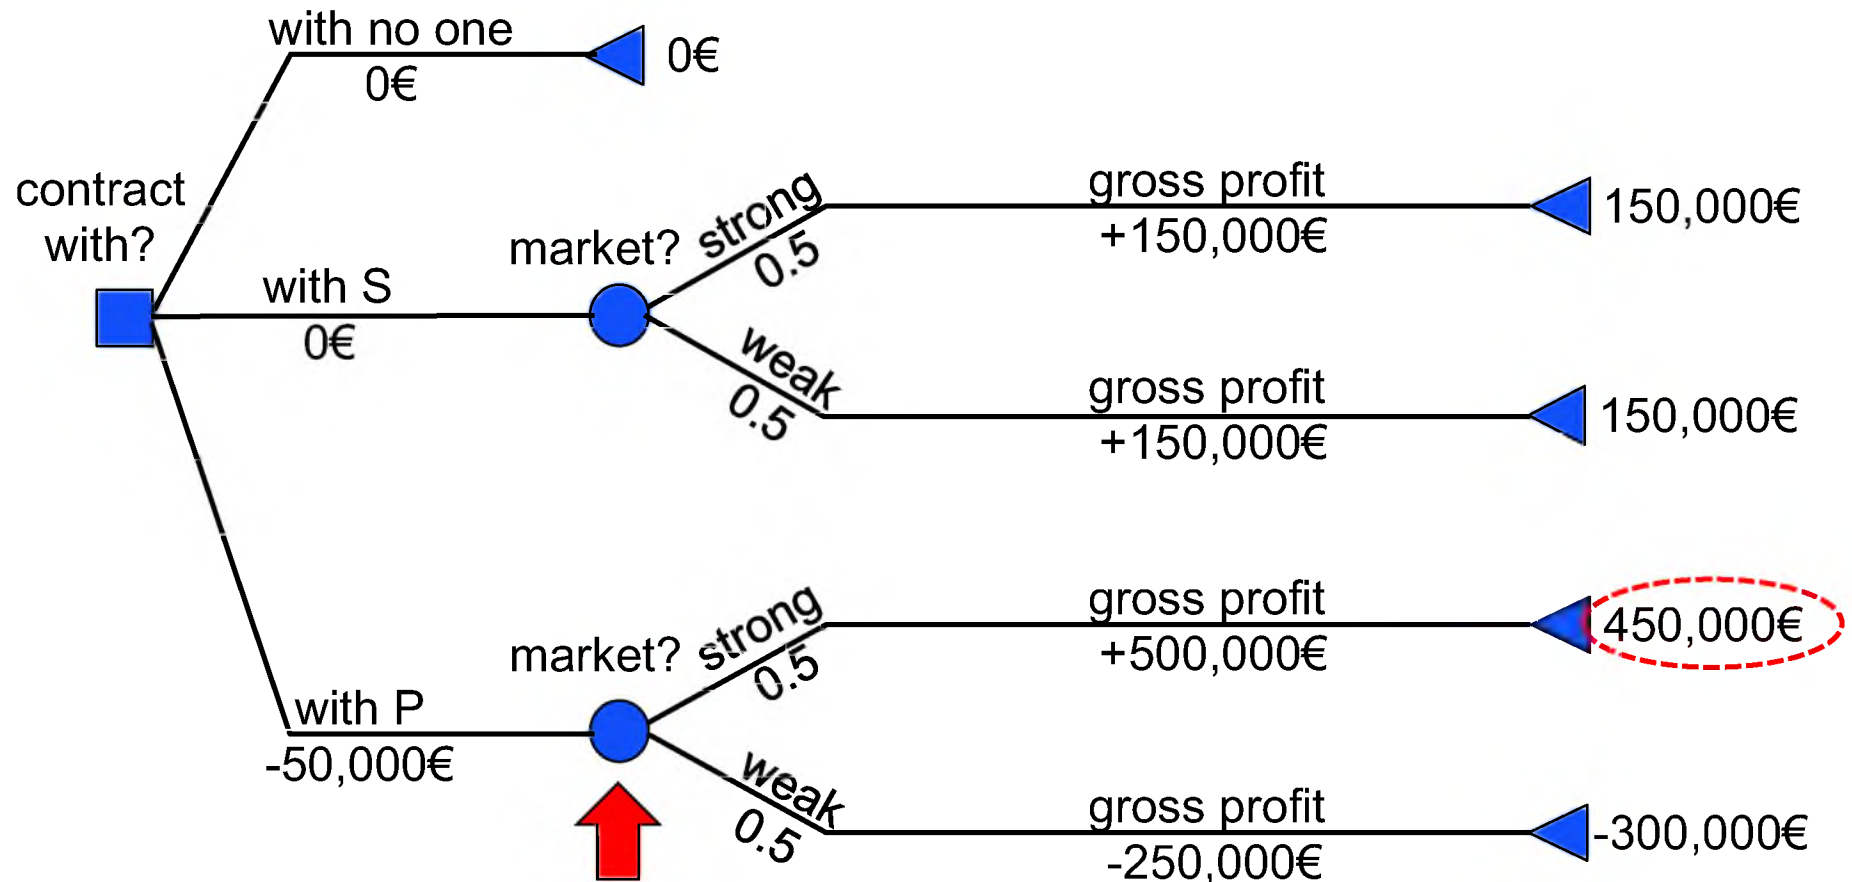 with no one
0€
0€
contract
with?
with S
0€
market?
strong
0.5
gross profit
+150,000€
150,000€
weak
0.5
gross profit
+150,000€
150,000€
with P
-50,000€
market?
strong
0.5
gross profit
+500,000€
450,000€
weak
0.5
gross profit
-250,000€
-300,000€